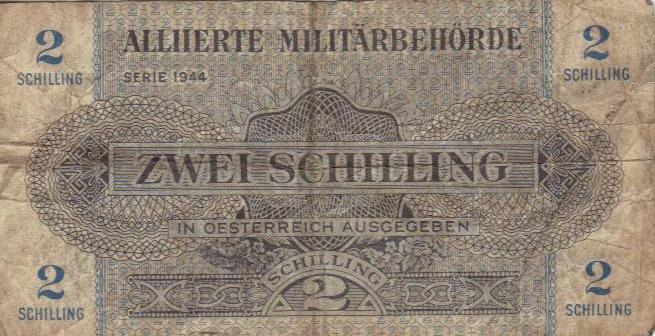 2
SCHILLING
ALLIIERTE MILITÄRBEHÖRDE
2
SCHILLING
SERIE 1944
ZWEI SCHILLING
IN OESTERREICH AUSGEGEBEN
2
SCHILLING
SCHILLING
2
2
SCHILLING